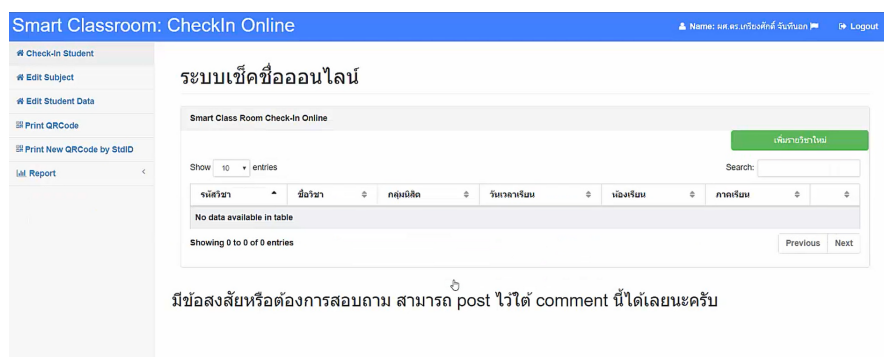 Smart Classroom: CheckIn Online
Name: ผศ.ดร.เกรียงศักดิ์ จันทีนอก
Logout
Check-In Student
Edit Subject
Edit Student Data
Print QRCode
Print New QRCode by StdID
Report
ระบบเช็คชื่อออนไลน์
Smart Class Room Check-In Online
เพิ่มรายวิชาใหม่
Show 10 entries
Search:
รหัสวิชา ชื่อวิชา กลุ่มนิสิต วันเวลาเรียน ห้องเรียน ภาคเรียน
No data available in table
Showing 0 to 0 of 0 entries
Previous Next
มีข้อสงสัยหรือต้องการสอบถาม สามารถ post ไว้ใต้ comment นี้ได้เลยนะครับ